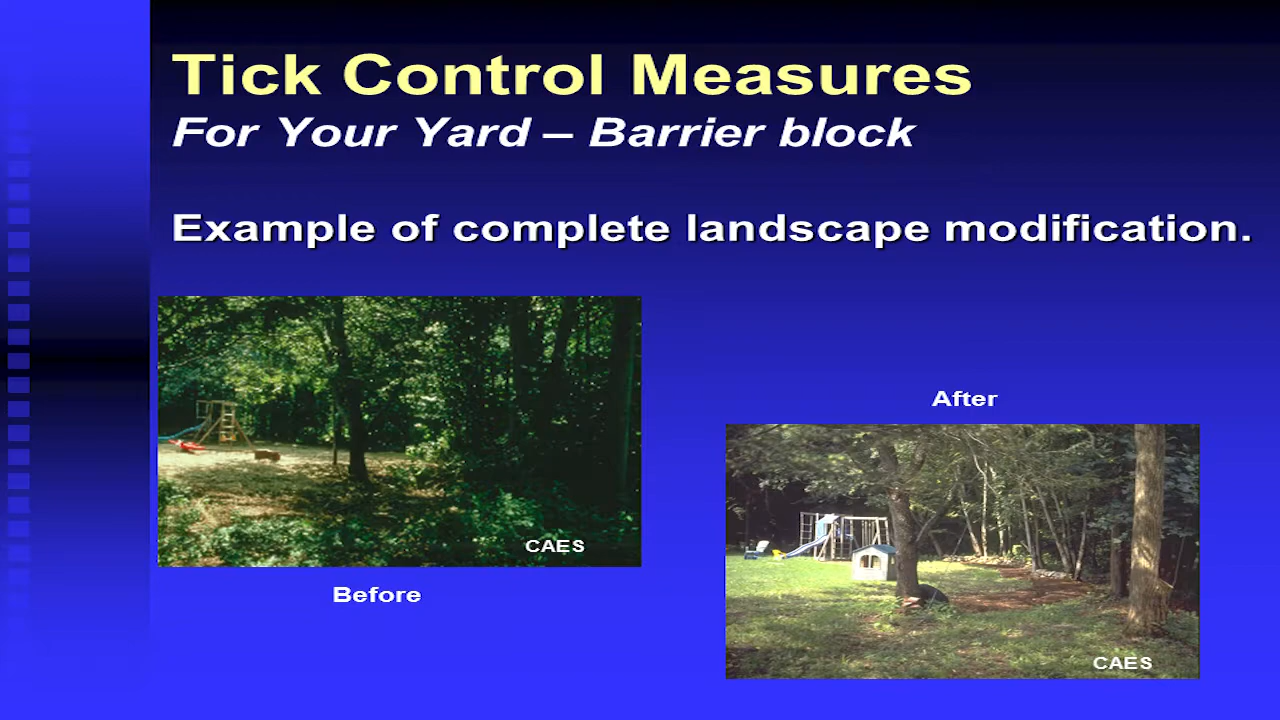 Tick Control Measures
For Your Yard – Barrier block
Example of complete landscape modification.
CAES
Before
After
CAES